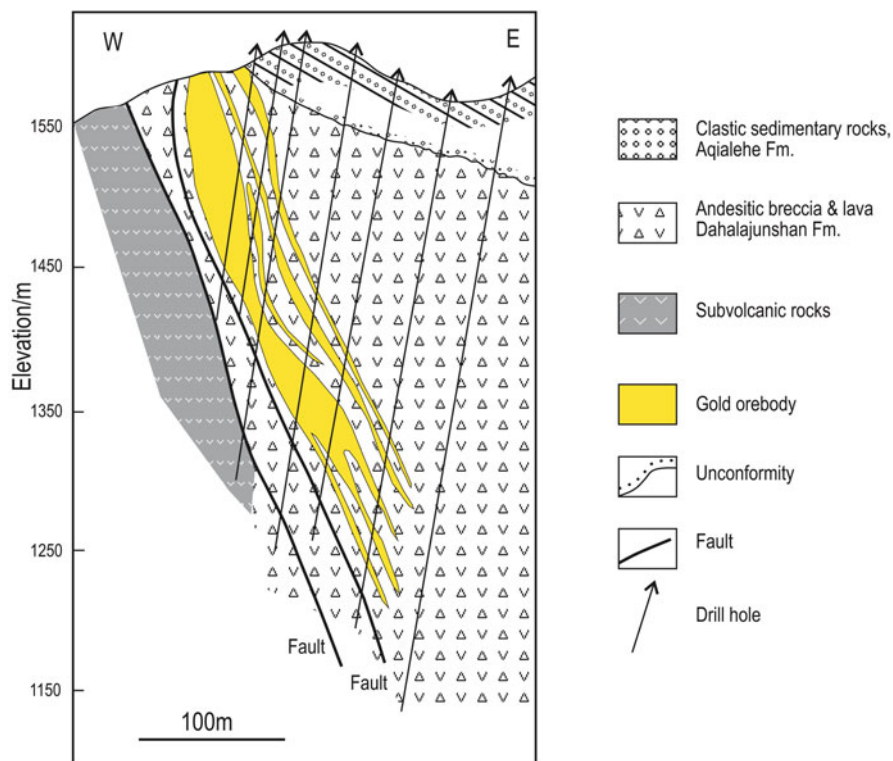 W
E
1550
1450
1350
1250
1150
Elevation/m
Fault
Fault
100m
Clastic sedimentary rocks,
Aqialehe Fm.
Andesitic breccia & lava
Dahalajunshan Fm.
Subvolcanic rocks
Gold orebody
Unconformity
Fault
Drill hole